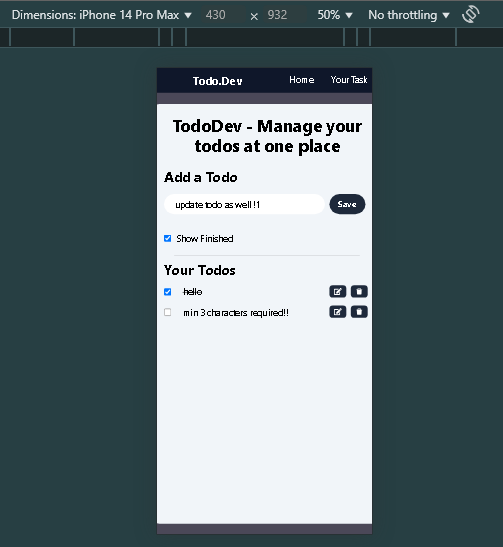 Dimensions: iPhone 14 Pro Max ▼ 430 × 932 50% ▼ No throttling ▼
Todo.Dev Home Your Task
TodoDev - Manage your
todos at one place
Add a Todo
update todo as well !1 Save
Show Finished
Your Todos
hello
min 3 characters required!!